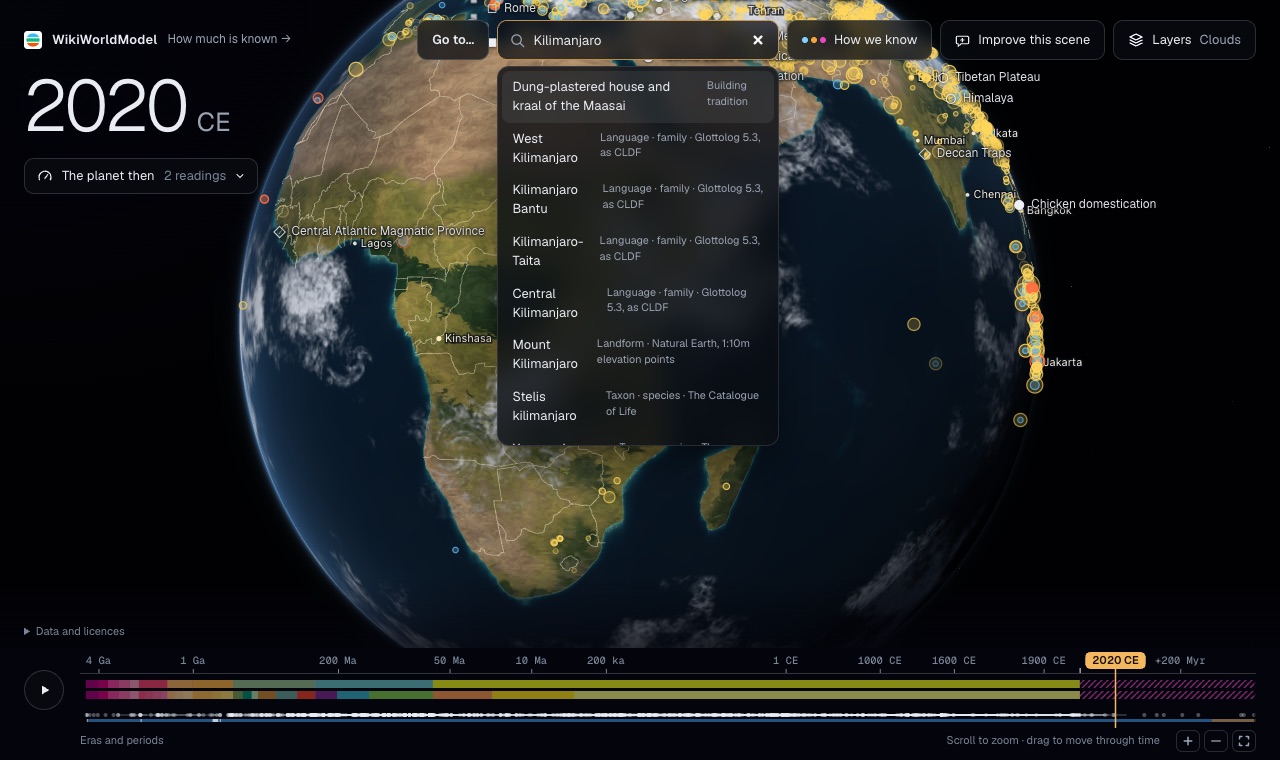 Rome
Tehran
WikiWorldModel
How much is known →
Go to...
Kilimanjaro
How we know
Improve this scene
Layers Clouds
2020 CE
The planet then 2 readings
Dung-plastered house and
kraal of the Maasai
Building
tradition
West
Kilimanjaro
Language · family · Glottolog 5.3,
as CLDF
Kilimanjaro
Bantu
Language · family · Glottolog 5.3,
as CLDF
Kilimanjaro-
Taita
Language · family · Glottolog 5.3,
as CLDF
Central
Kilimanjaro
Language · family · Glottolog
5.3, as CLDF
Mount
Kilimanjaro
Landform · Natural Earth, 1:10m
elevation points
Stelis
kilimanjaro
Taxon · species · The Catalogue
of Life
Tibetan Plateau
Himalaya
Mumbai
Deccan Traps
Chennai
Chicken domestication
Bangkok
Central Atlantic Magmatic Province
Lagos
Kinshasa
Jakarta
Data and licences
4 Ga
1 Ga
200 Ma
50 Ma
10 Ma
200 ka
1 CE
1000 CE
1600 CE
1900 CE
2020 CE
+200 Myr
Eras and periods
Scroll to zoom · drag to move through time